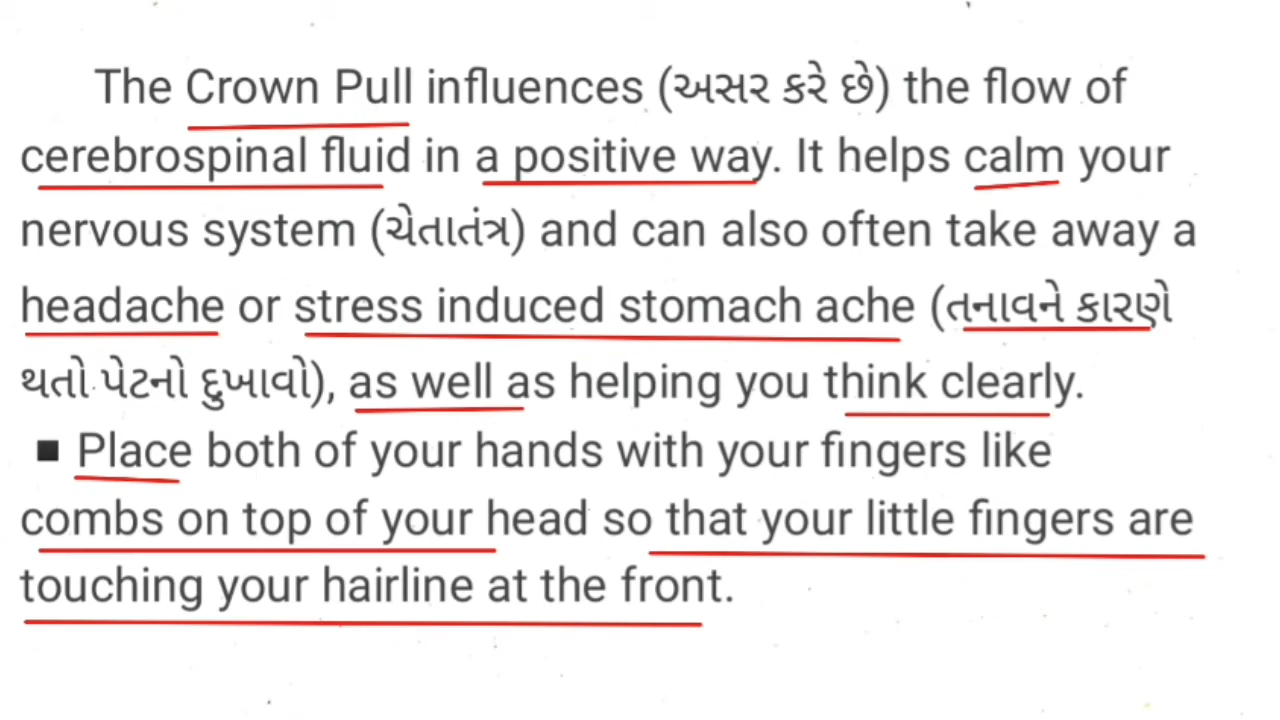 The Crown Pull influences (અસર કરે છે) the flow of
cerebrospinal fluid in a positive way. It helps calm your
nervous system (ચેતાતંત્ર) and can also often take away a
headache or stress induced stomach ache (તનાવને કારણે
થતો પેટનો દુખાવો), as well as helping you think clearly.
■ Place both of your hands with your fingers like
combs on top of your head so that your little fingers are
touching your hairline at the front.